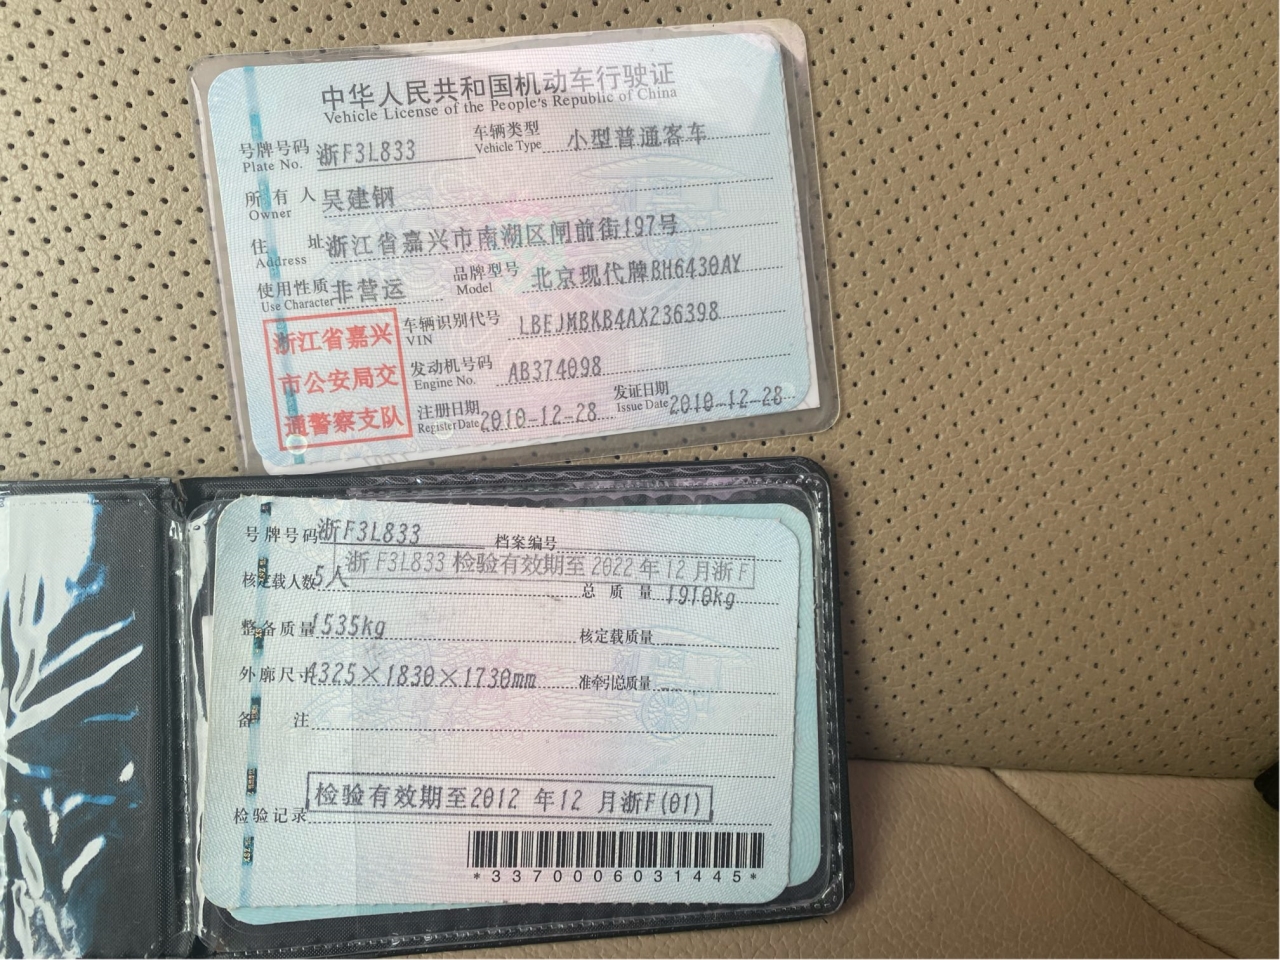 中华人民共和国机动车行驶证
Vehicle License of the People's Republic of China
号牌号码 浙F3L833 车辆类型 小型普通客车
Plate No. Vehicle Type
所有人 吴建钢
Owner
住址 浙江省嘉兴市南湖区闸前街197号
Address
使用性质 非营运 品牌型号 北京现代牌BH6430AY
Use Character Model
浙江省嘉兴
市公安局交
通警察支队
车辆识别代号 LBEJMBKB4AX236398
VIN
发动机号码 AB374098
Engine No.
注册日期 2010-12-28 发证日期 2010-12-28
Register Date Issue Date
号牌号码 浙F3L833 档案编号
浙F3L833 检验有效期至 2022 年 12 月浙F
核定载人数 5人 总质量 1910kg
整备质量 1535kg 核定载质量
外廓尺寸 4325×1830×1730mm 准牵引总质量
备注
检验记录 检验有效期至2012 年12 月浙F(01)
*3370006031445*